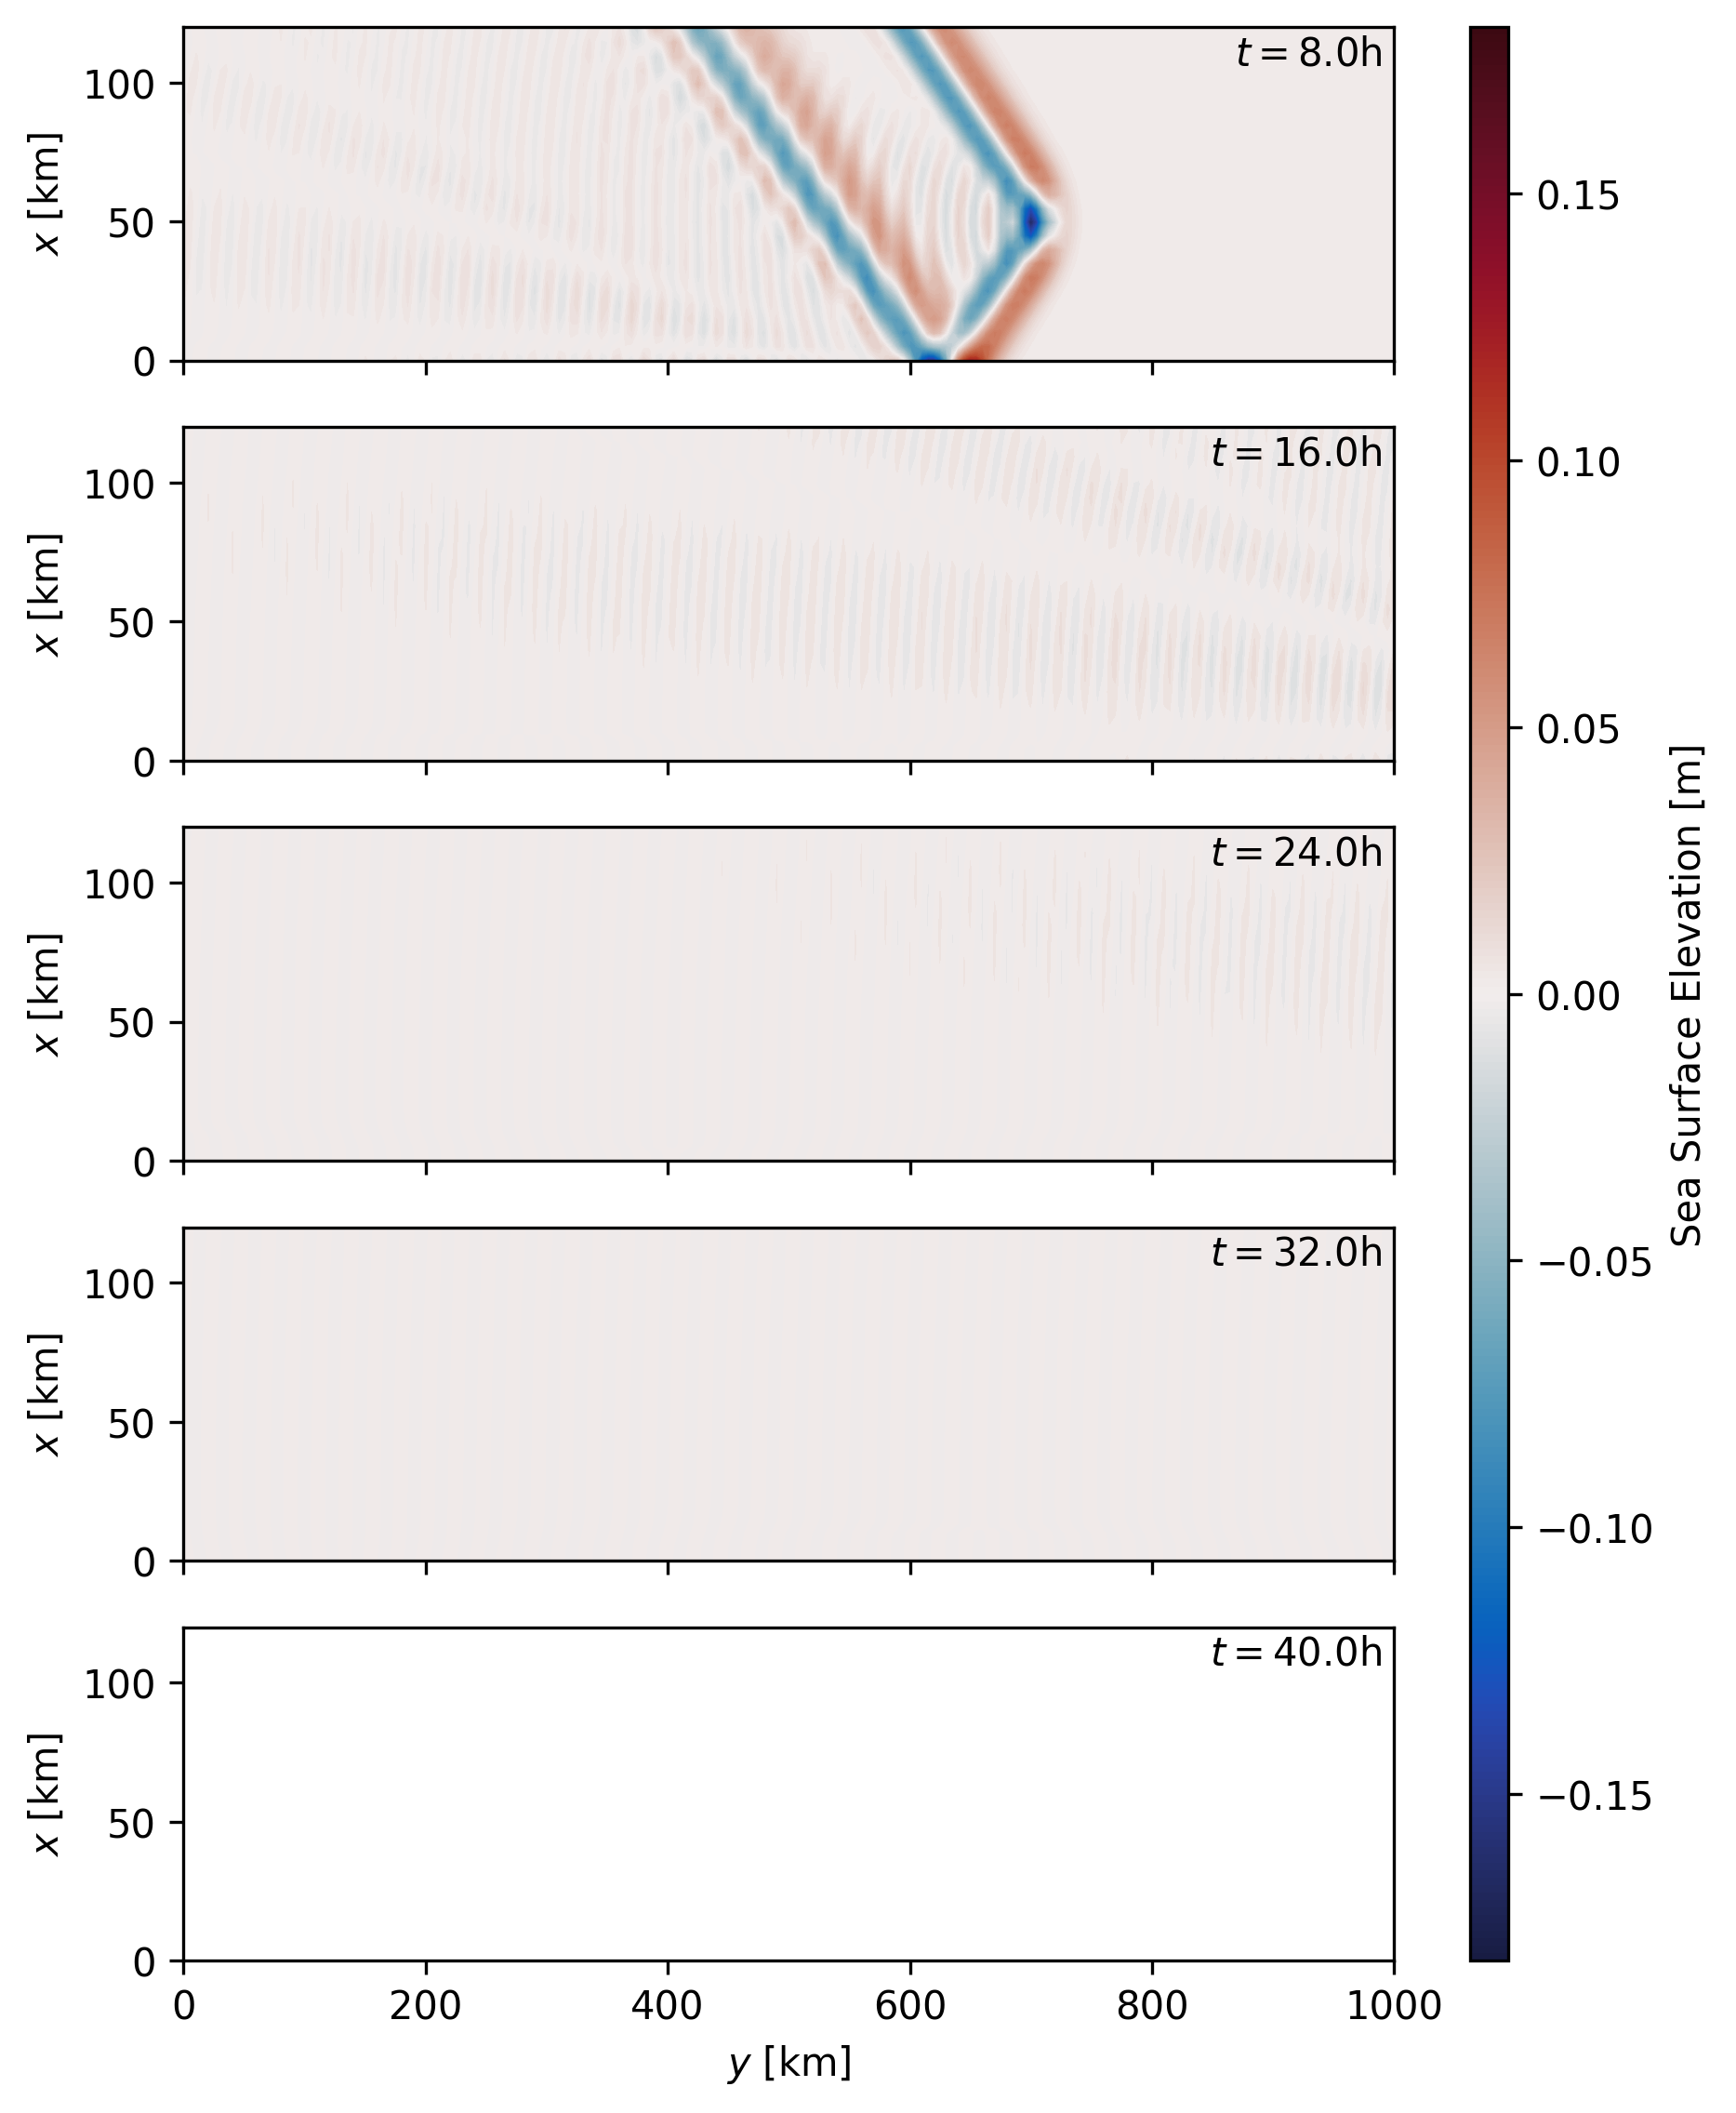 t = 8.0h
100
50
0
x [km]
t = 16.0h
100
50
0
x [km]
t = 24.0h
100
50
0
x [km]
t = 32.0h
100
50
0
x [km]
t = 40.0h
100
50
0
x [km]
0 200 400 600 800 1000
y [km]
0.15
0.10
0.05
0.00
−0.05
−0.10
−0.15
Sea Surface Elevation [m]